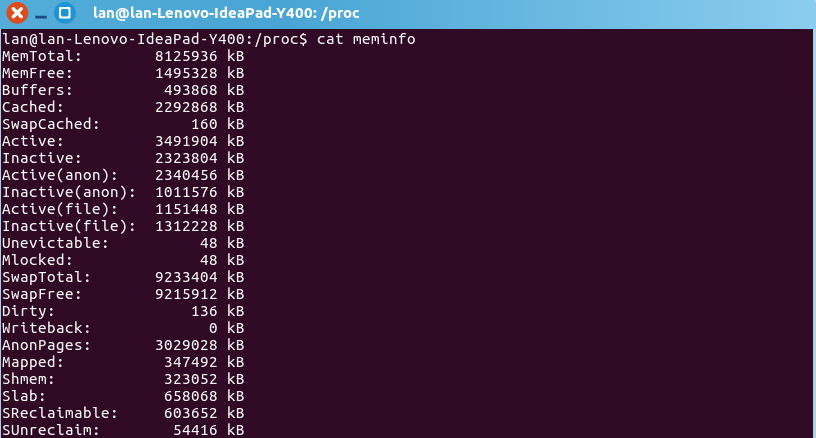 lan@lan-Lenovo-IdeaPad-Y400: /proc
lan@lan-Lenovo-IdeaPad-Y400:/proc$ cat meminfo
MemTotal:        8125936 kB
MemFree:         1495328 kB
Buffers:          493868 kB
Cached:          2292868 kB
SwapCached:          160 kB
Active:          3491904 kB
Inactive:        2323804 kB
Active(anon):    2340456 kB
Inactive(anon):  1011576 kB
Active(file):    1151448 kB
Inactive(file):  1312228 kB
Unevictable:          48 kB
Mlocked:              48 kB
SwapTotal:       9233404 kB
SwapFree:        9215912 kB
Dirty:               136 kB
Writeback:             0 kB
AnonPages:       3029028 kB
Mapped:           347492 kB
Shmem:            323052 kB
Slab:             658068 kB
SReclaimable:     603652 kB
SUnreclaim:        54416 kB